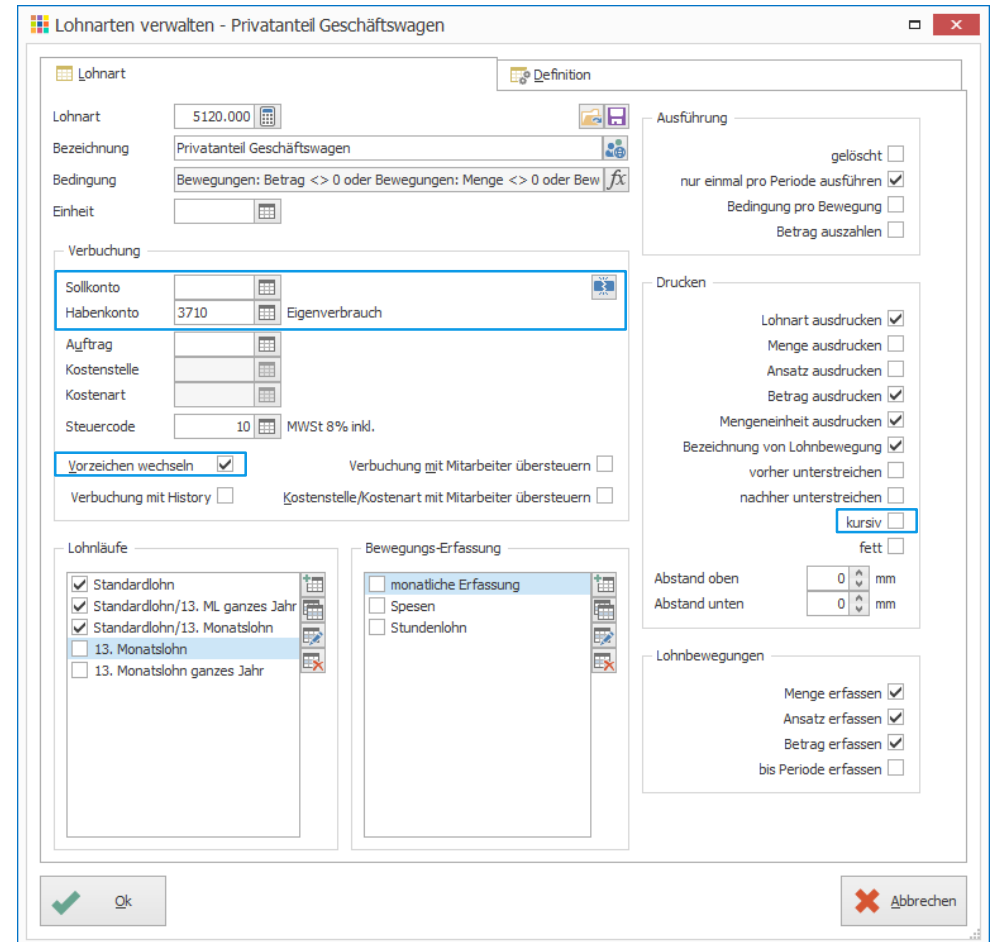 Lohnarten verwalten - Privatanteil Geschäftswagen
Lohnart
Definition
Lohnart 5120.000
Bezeichnung Privatanteil Geschäftswagen
Bedingung Bewegungen: Betrag <> 0 oder Bewegungen: Menge <> 0 oder Bew fx
Einheit
Verbuchung
Sollkonto
Habenkonto 3710 Eigenverbrauch
Auftrag
Kostenstelle
Kostenart
Steuercode 10 MWSt 8% inkl.
Vorzeichen wechseln Verbuchung mit Mitarbeiter übersteuern
Verbuchung mit History Kostenstelle/Kostenart mit Mitarbeiter übersteuern
Lohnläufe
Standardlohn
Standardlohn/13. ML ganzes Jahr
Standardlohn/13. Monatslohn
13. Monatslohn
13. Monatslohn ganzes Jahr
Bewegungs-Erfassung
monatliche Erfassung
Spesen
Stundenlohn
Ausführung
gelöscht
nur einmal pro Periode ausführen
Bedingung pro Bewegung
Betrag auszahlen
Drucken
Lohnart ausdrucken
Menge ausdrucken
Ansatz ausdrucken
Betrag ausdrucken
Mengeneinheit ausdrucken
Bezeichnung von Lohnbewegung
vorher unterstreichen
nachher unterstreichen
kursiv
fett
Abstand oben 0 mm
Abstand unten 0 mm
Lohnbewegungen
Menge erfassen
Ansatz erfassen
Betrag erfassen
bis Periode erfassen
Ok
Abbrechen